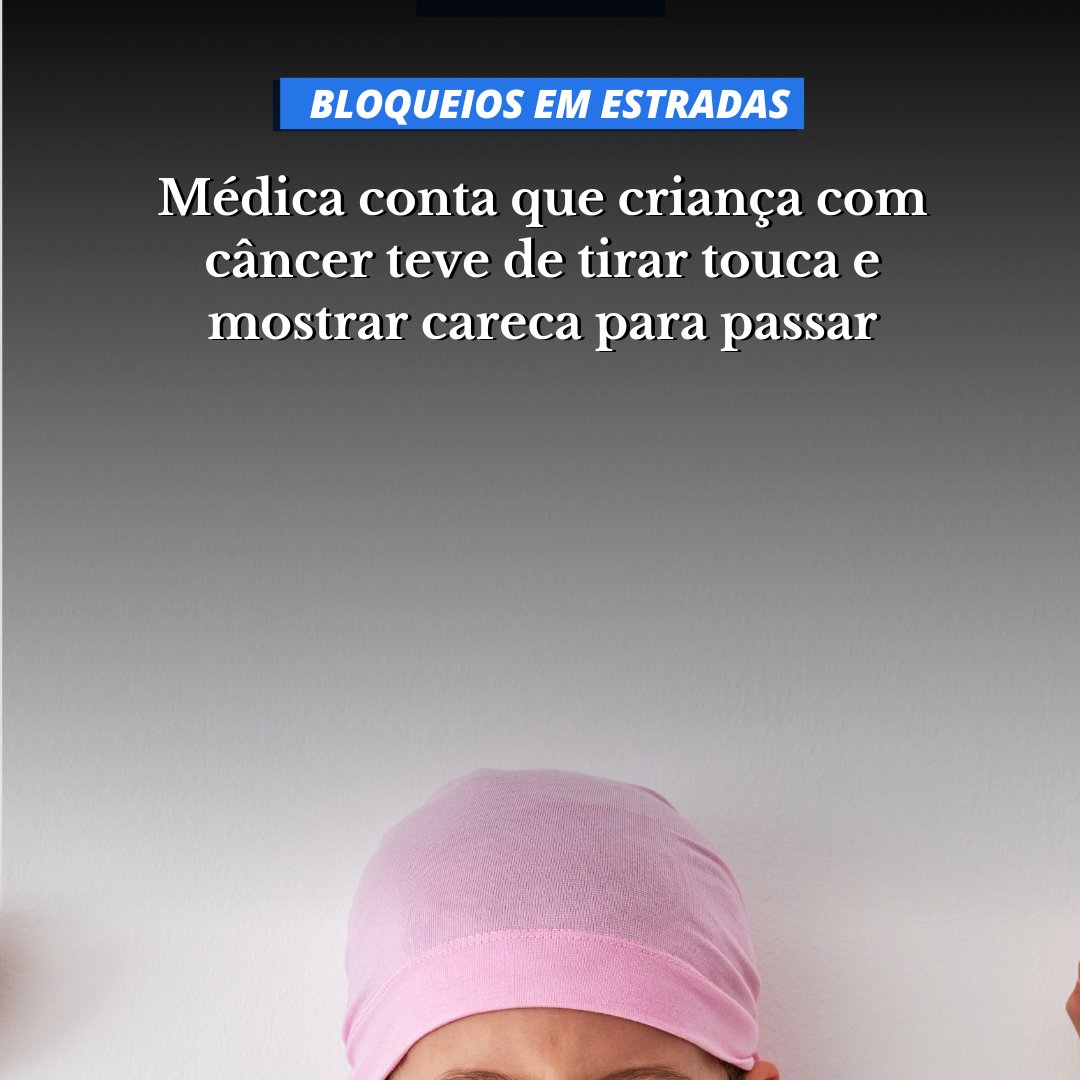 BLOQUEIOS EM ESTRADAS
Médica conta que criança com
câncer teve de tirar touca e
mostrar careca para passar